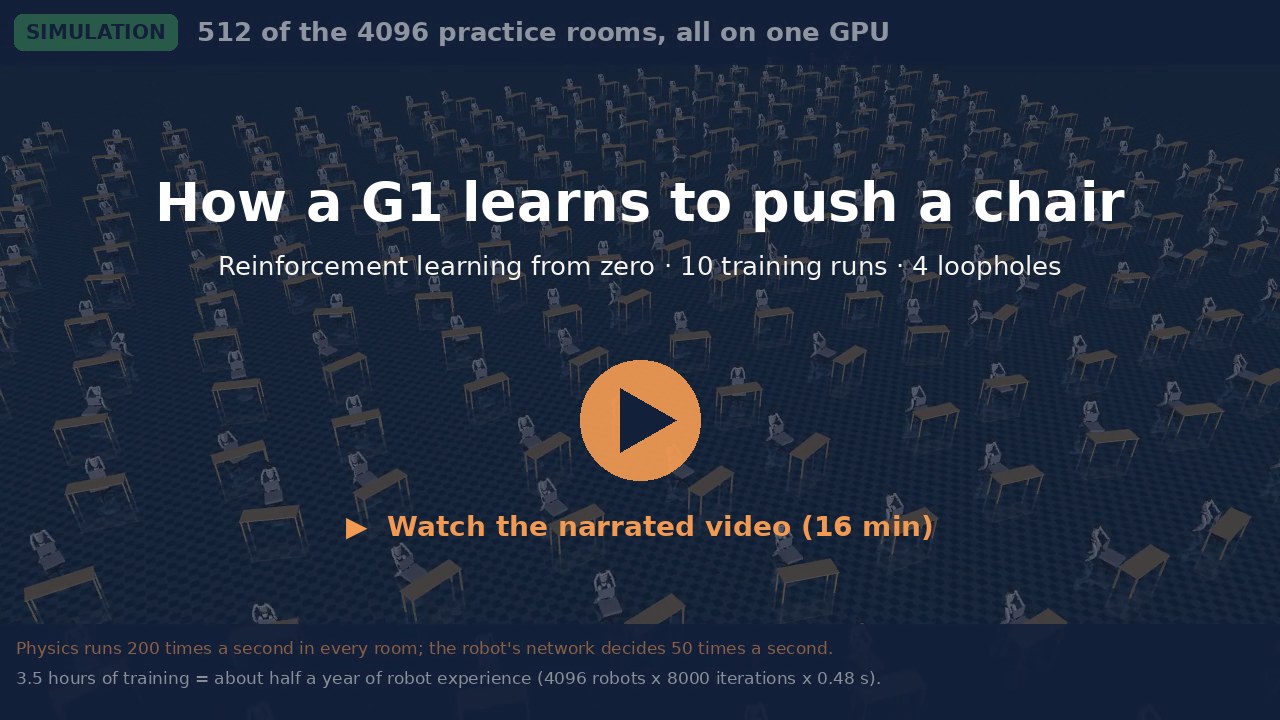 SIMULATION 512 of the 4096 practice rooms, all on one GPU
How a G1 learns to push a chair
Reinforcement learning from zero · 10 training runs · 4 loopholes
▶ Watch the narrated video (16 min)
Physics runs 200 times a second in every room; the robot's network decides 50 times a second.
3.5 hours of training = about half a year of robot experience (4096 robots x 8000 iterations x 0.48 s).